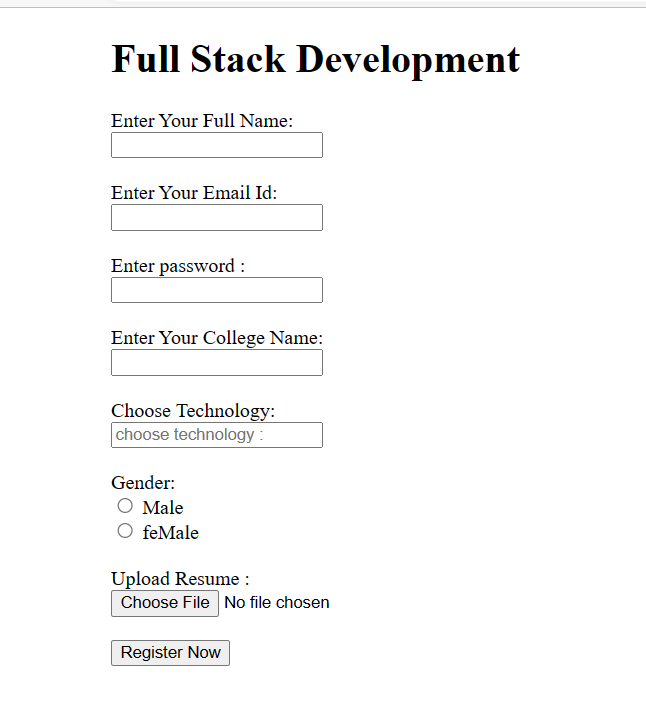 Full Stack Development
Enter Your Full Name:
Enter Your Email Id:
Enter password :
Enter Your College Name:
Choose Technology:
choose technology :
Gender:
Male
feMale
Upload Resume :
Choose File No file chosen
Register Now